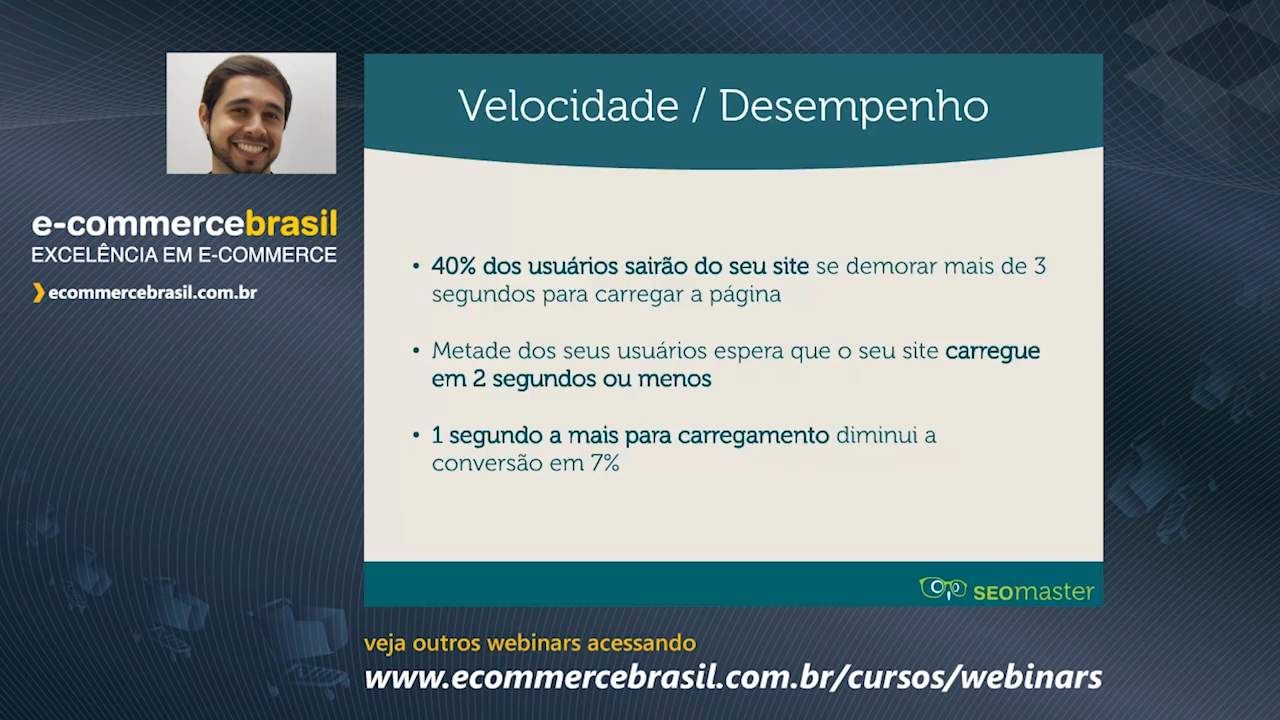 e-commercebrasil
EXCELÊNCIA EM E-COMMERCE
ecommercebrasil.com.br
Velocidade / Desempenho
• 40% dos usuários sairão do seu site se demorar mais de 3
segundos para carregar a página
• Metade dos seus usuários espera que o seu site carregue
em 2 segundos ou menos
• 1 segundo a mais para carregamento diminui a
conversão em 7%
SEOmaster
veja outros webinars acessando
www.ecommercebrasil.com.br/cursos/webinars